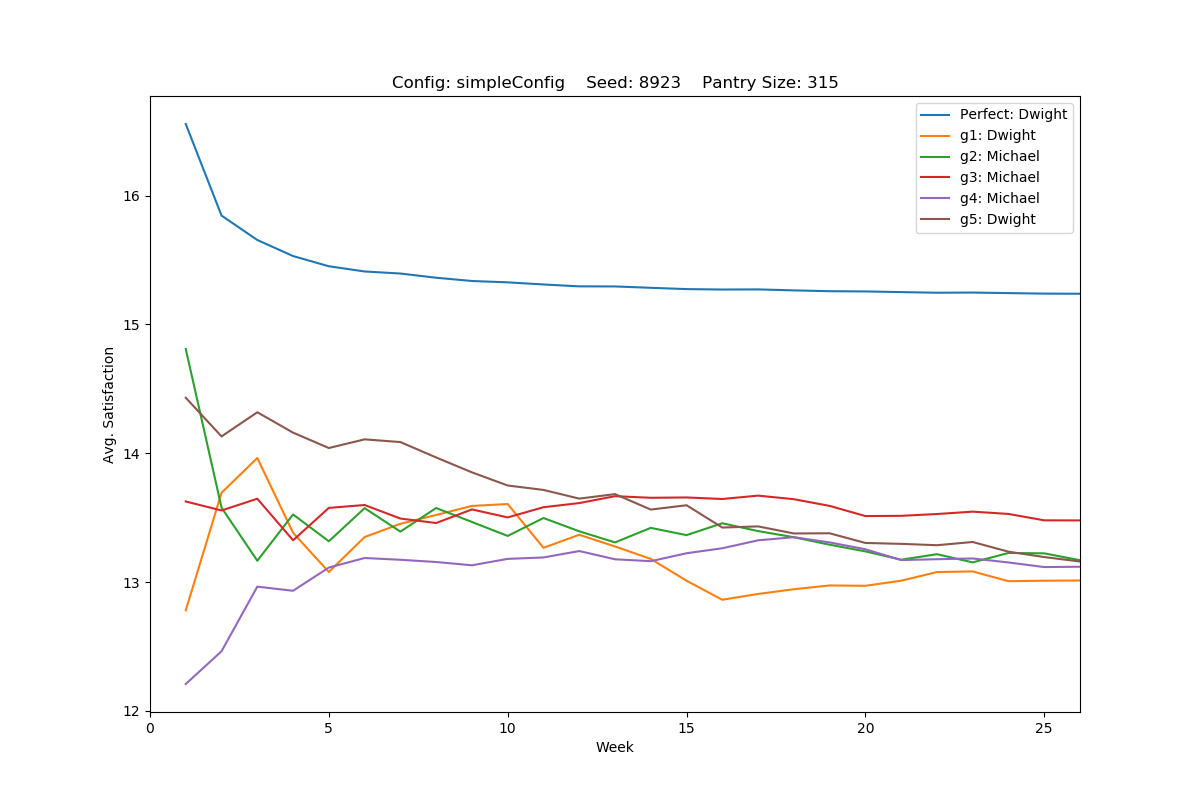 Config: simpleConfig    Seed: 8923    Pantry Size: 315
Perfect: Dwight
g1: Dwight
g2: Michael
g3: Michael
g4: Michael
g5: Dwight
Avg. Satisfaction
16
15
14
13
12
0 5 10 15 20 25
Week